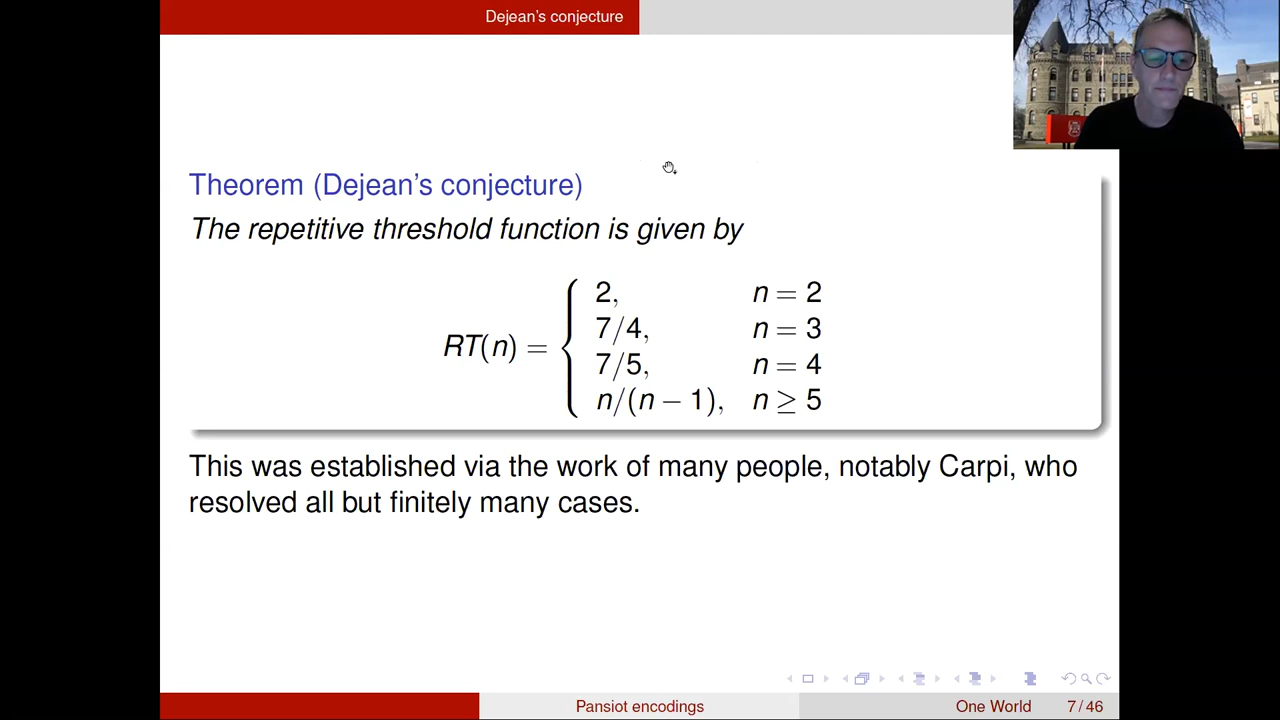 Dejean's conjecture
Theorem (Dejean's conjecture)
The repetitive threshold function is given by
RT(n) = { 2, n = 2
7/4, n = 3
7/5, n = 4
n/(n − 1), n ≥ 5
This was established via the work of many people, notably Carpi, who
resolved all but finitely many cases.
Pansiot encodings One World 7 / 46